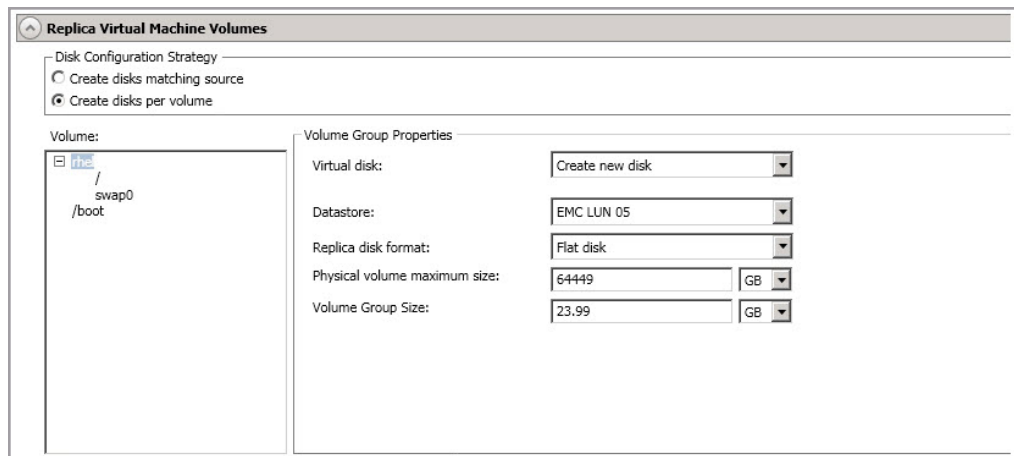 Replica Virtual Machine Volumes
Disk Configuration Strategy
Create disks matching source
Create disks per volume
Volume:
rhel
/
swap0
/boot
Volume Group Properties
Virtual disk: Create new disk
Datastore: EMC LUN 05
Replica disk format: Flat disk
Physical volume maximum size: 64449 GB
Volume Group Size: 23.99 GB